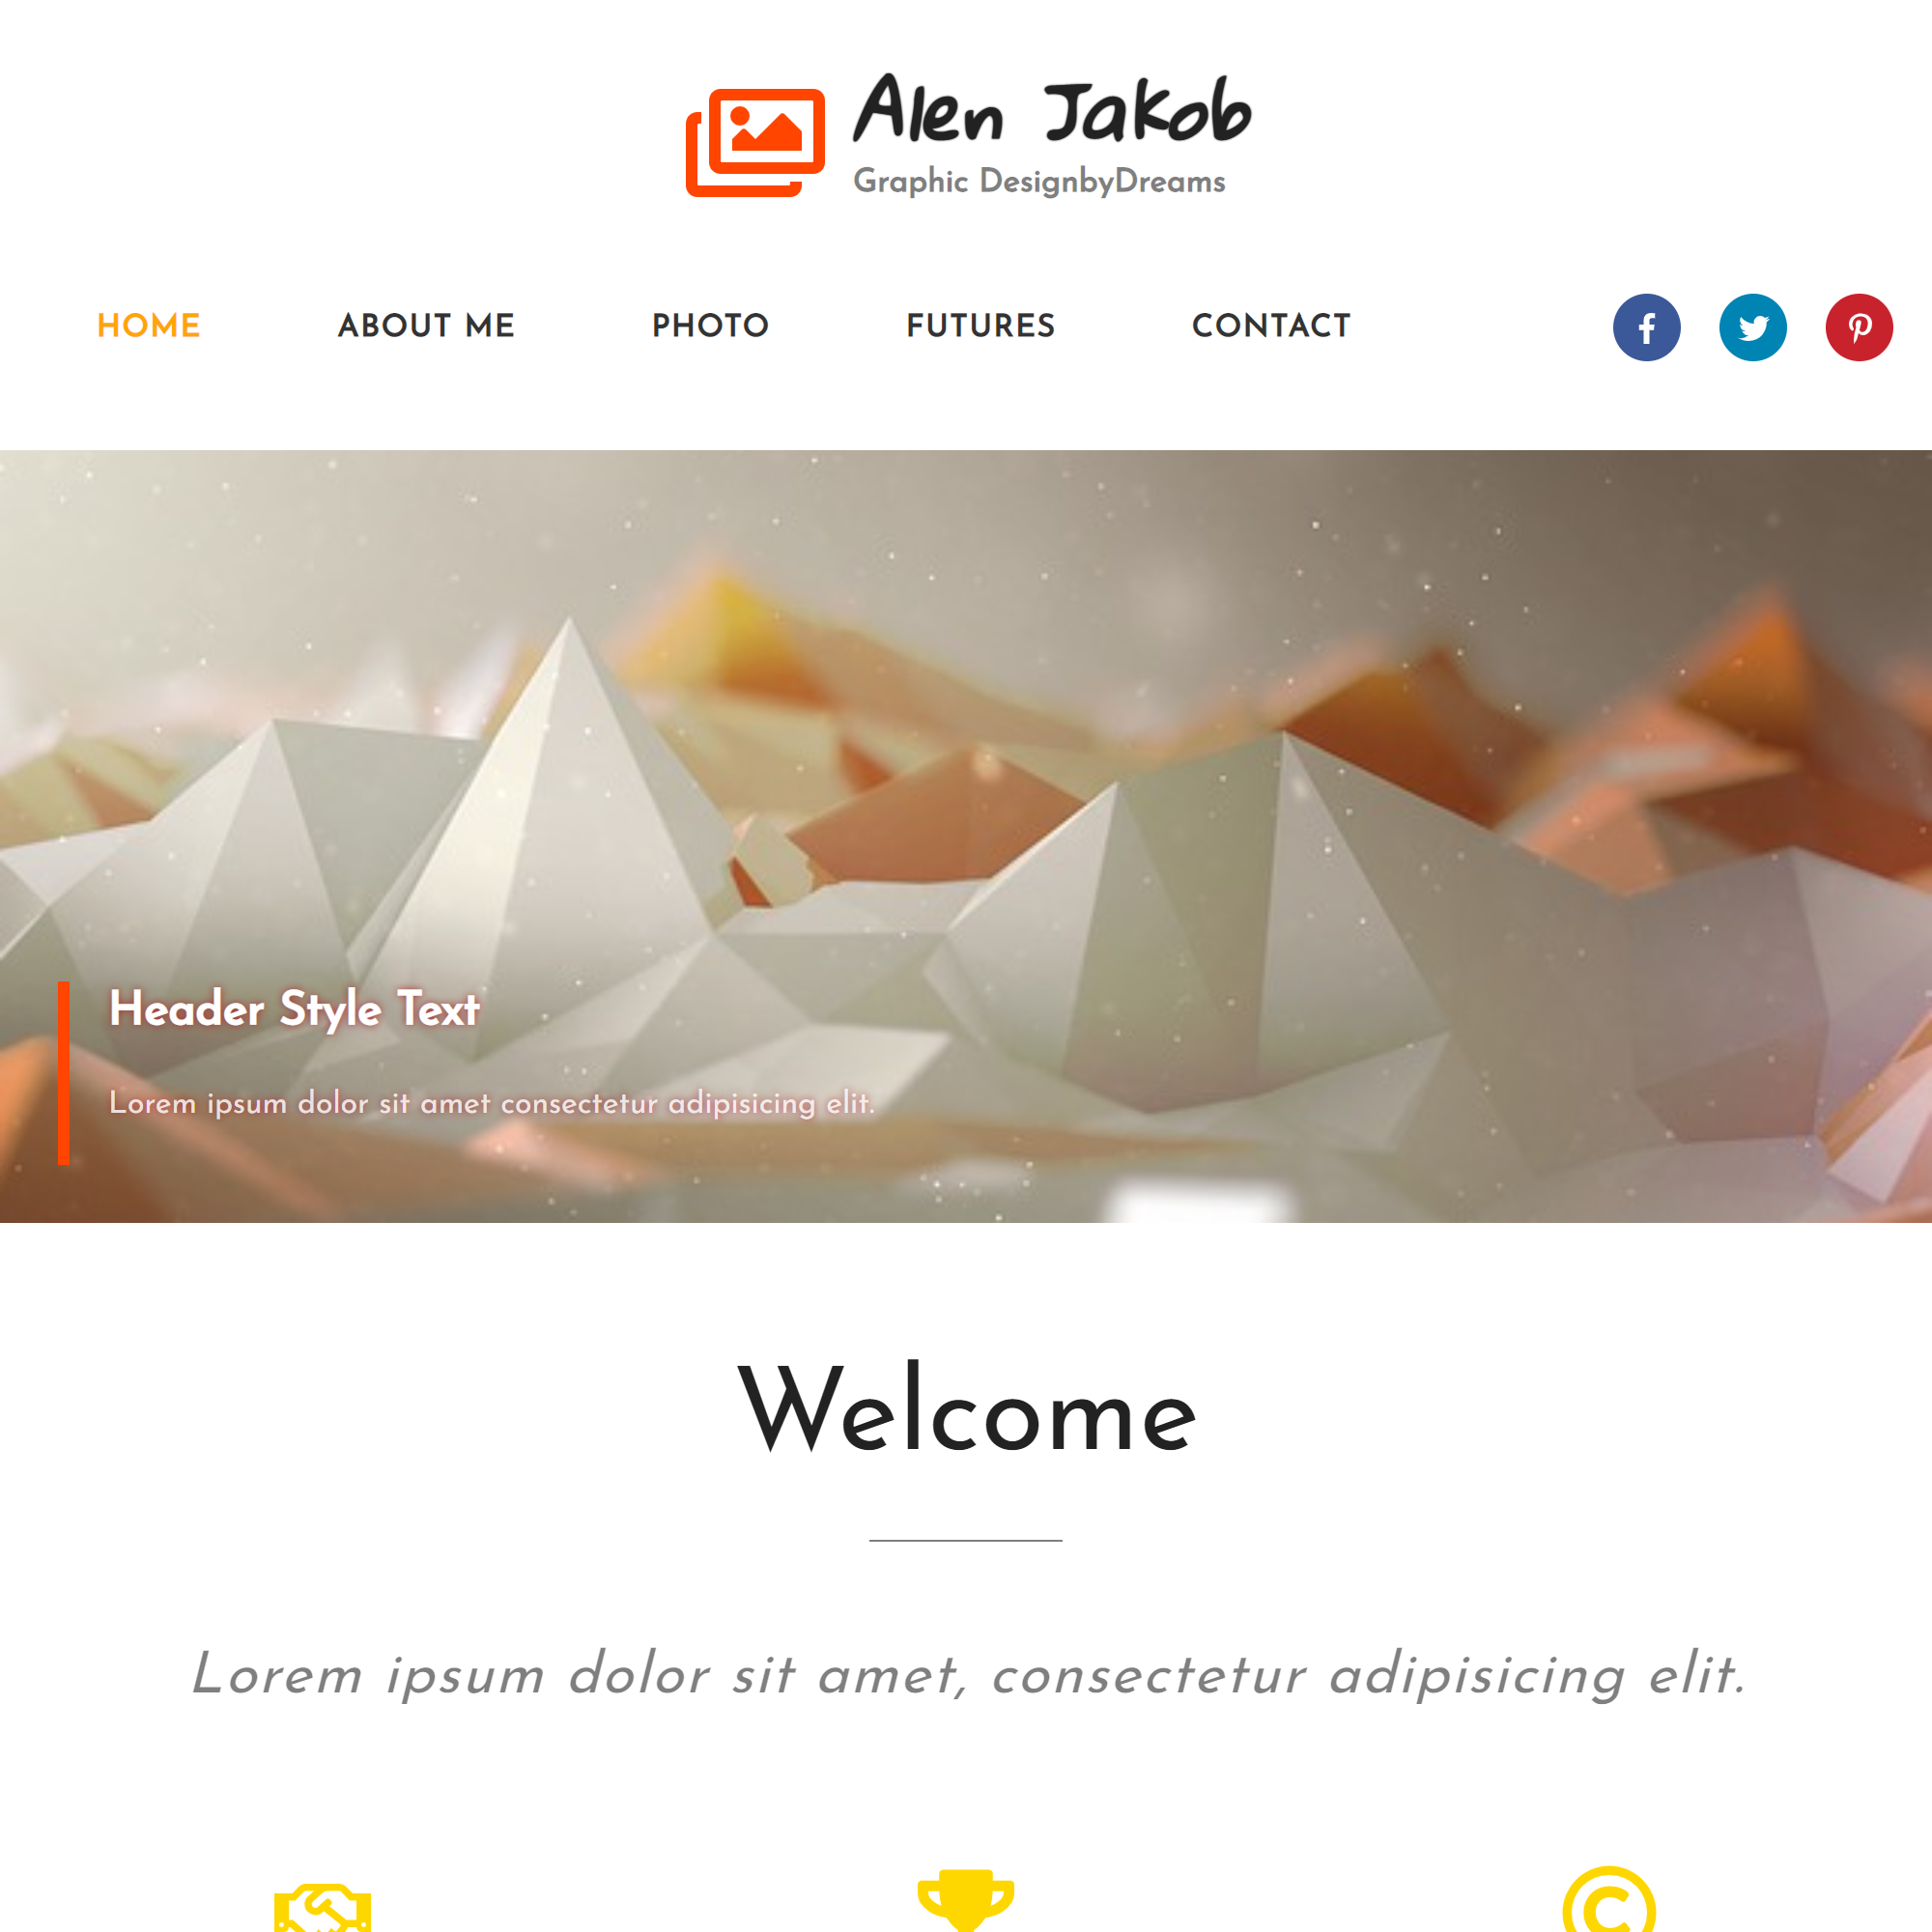 Alen Jakob
Graphic DesignbyDreams
HOME ABOUT ME PHOTO FUTURES CONTACT
Header Style Text
Lorem ipsum dolor sit amet consectetur adipisicing elit.
Welcome
Lorem ipsum dolor sit amet, consectetur adipisicing elit.